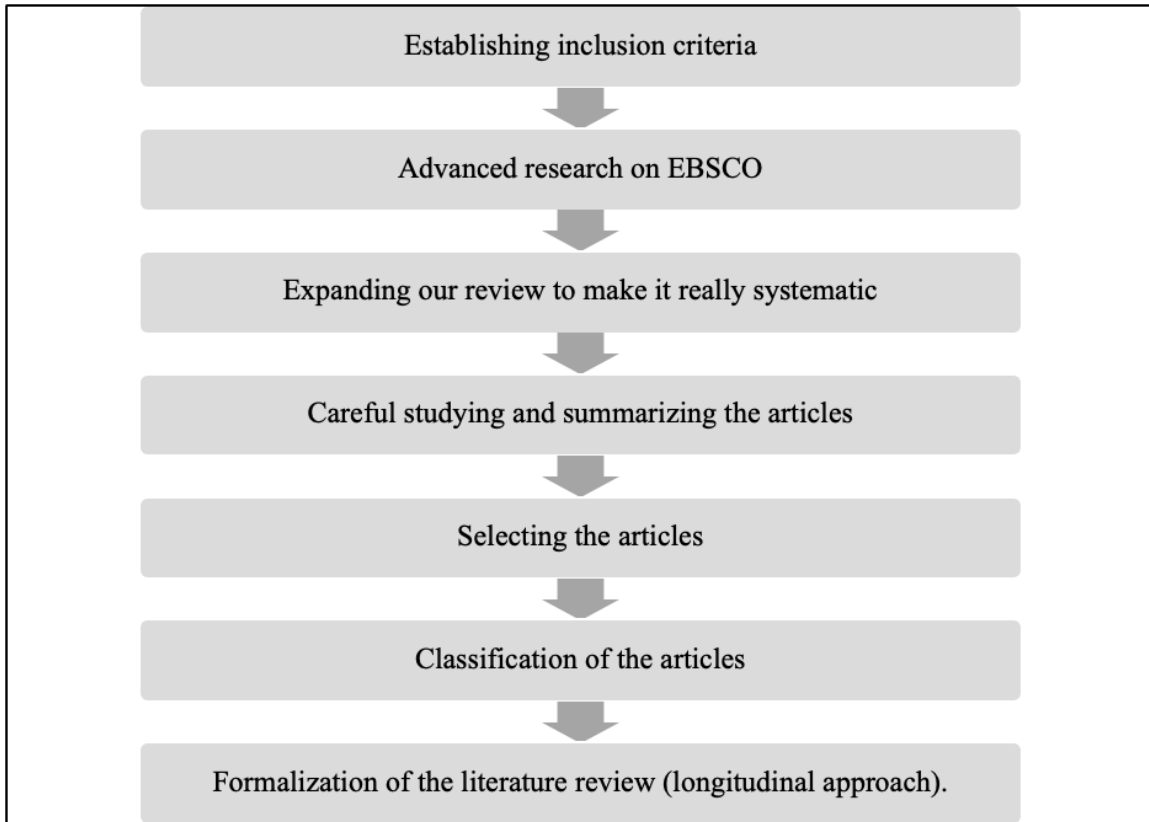 Establishing inclusion criteria
Advanced research on EBSCO
Expanding our review to make it really systematic
Careful studying and summarizing the articles
Selecting the articles
Classification of the articles
Formalization of the literature review (longitudinal approach).